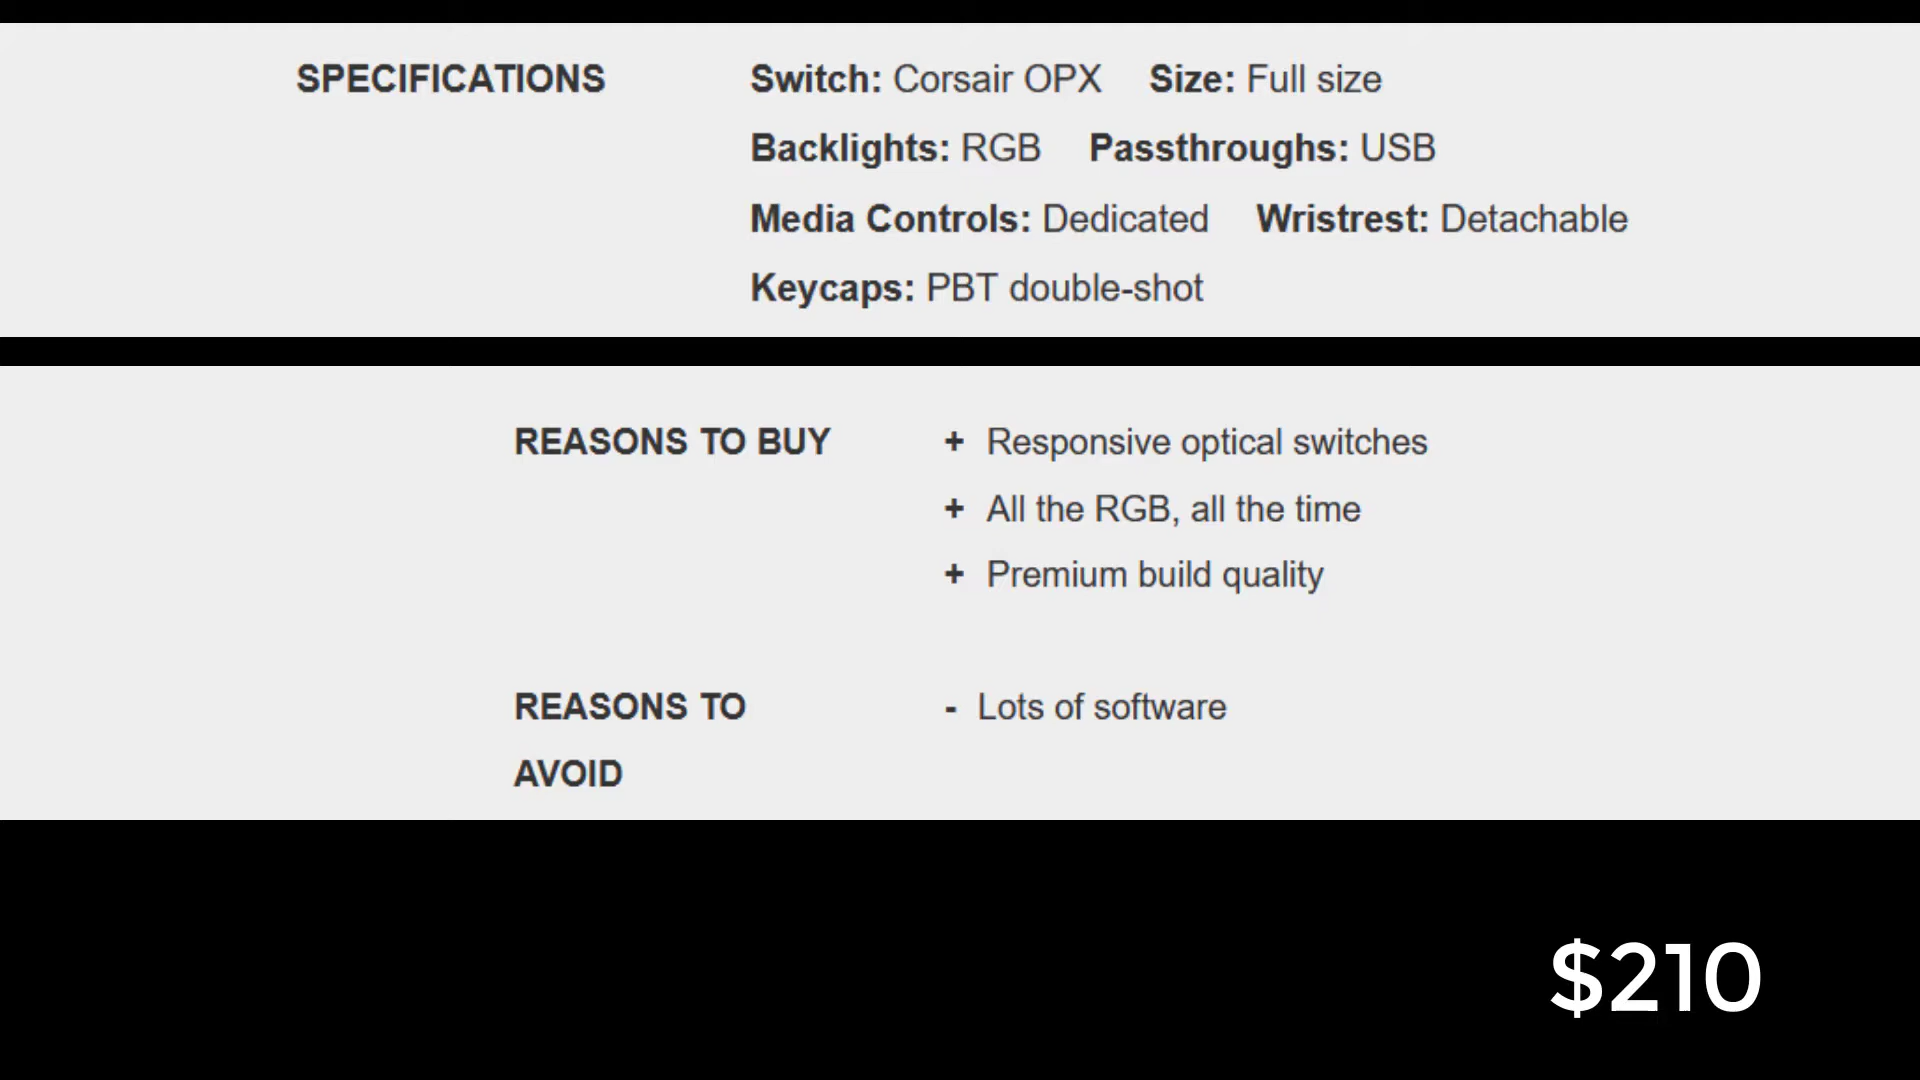 SPECIFICATIONS Switch: Corsair OPX Size: Full size
Backlights: RGB Passthroughs: USB
Media Controls: Dedicated Wristrest: Detachable
Keycaps: PBT double-shot
REASONS TO BUY + Responsive optical switches
+ All the RGB, all the time
+ Premium build quality
REASONS TO - Lots of software
AVOID
$210